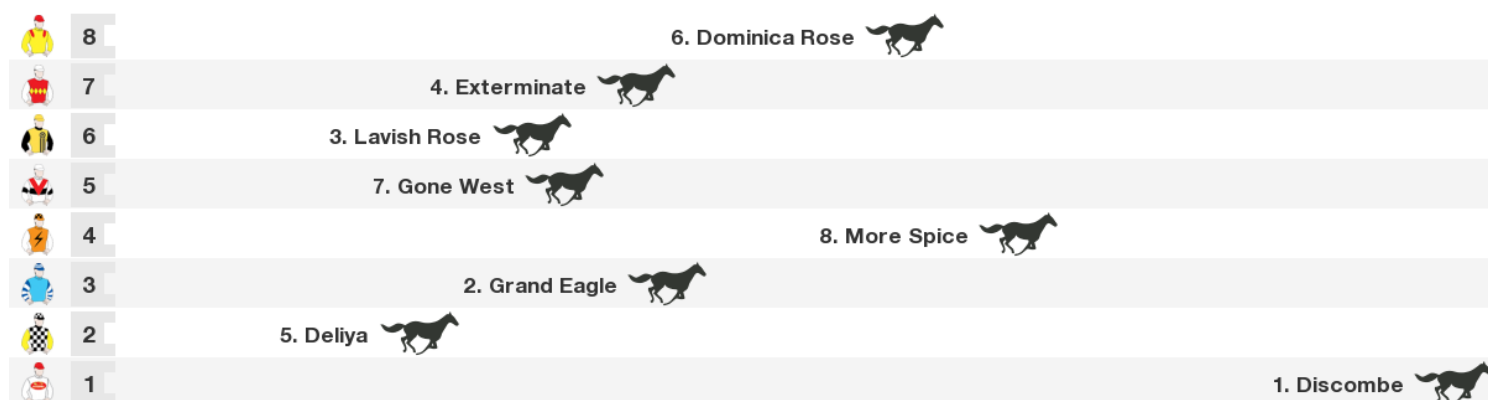 8 6. Dominica Rose
7 4. Exterminate
6 3. Lavish Rose
5 7. Gone West
4 8. More Spice
3 2. Grand Eagle
2 5. Deliya
1 1. Discombe